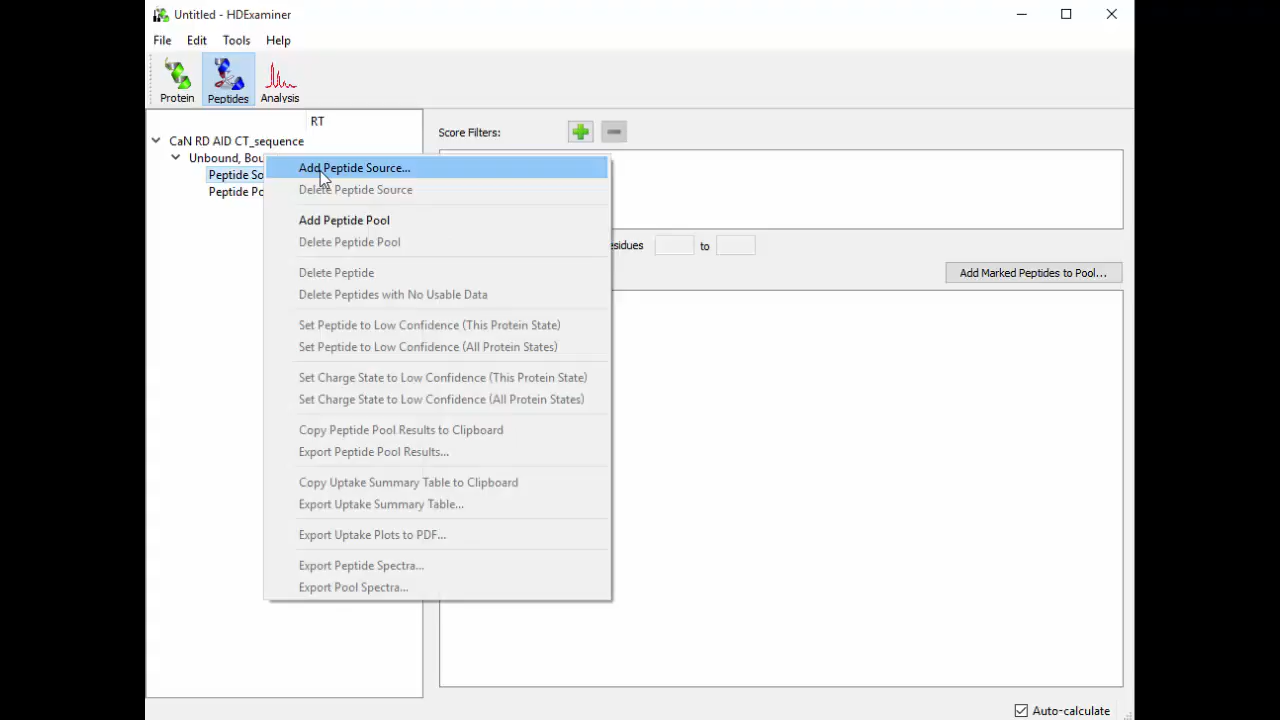 Untitled - HDExaminer
File Edit Tools Help
Protein Peptides Analysis
RT
CaN RD AID CT_sequence
Unbound, Bou
Peptide So
Peptide Po
Add Peptide Source...
Delete Peptide Source
Add Peptide Pool
Delete Peptide Pool
Delete Peptide
Delete Peptides with No Usable Data
Set Peptide to Low Confidence (This Protein State)
Set Peptide to Low Confidence (All Protein States)
Set Charge State to Low Confidence (This Protein State)
Set Charge State to Low Confidence (All Protein States)
Copy Peptide Pool Results to Clipboard
Export Peptide Pool Results...
Copy Uptake Summary Table to Clipboard
Export Uptake Summary Table...
Export Uptake Plots to PDF...
Export Peptide Spectra...
Export Pool Spectra...
Score Filters:
esidues to
Add Marked Peptides to Pool...
Auto-calculate